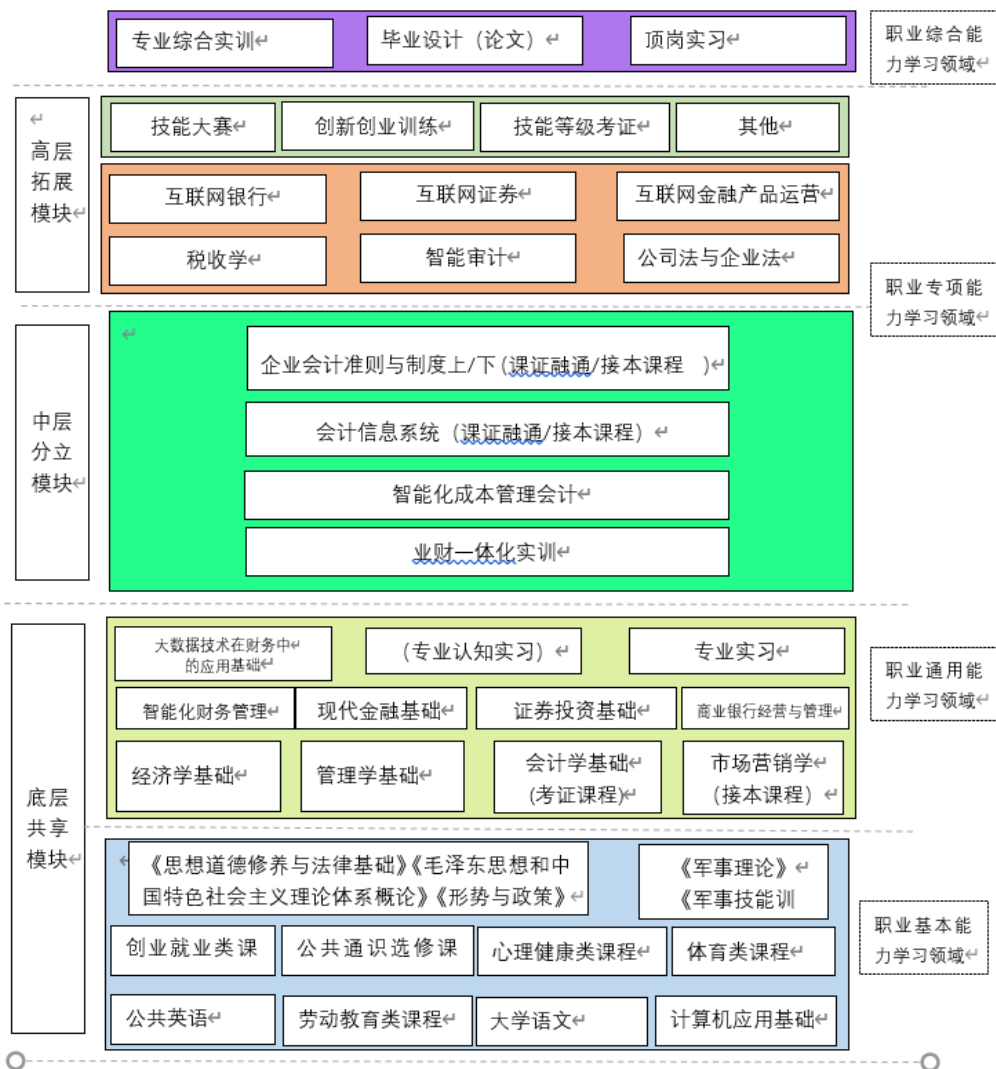 专业综合实训
毕业设计（论文）
顶岗实习
职业综合能
力学习领域
高层
拓展
模块
技能大赛
创新创业训练
技能等级考证
其他
互联网银行
互联网证券
互联网金融产品运营
税收学
智能审计
公司法与企业法
职业专项能
力学习领域
中层
分立
模块
企业会计准则与制度上/下(课证融通/接本课程 )
会计信息系统（课证融通/接本课程）
智能化成本管理会计
业财一体化实训
底层
共享
模块
大数据技术在财务中
的应用基础
（专业认知实习）
专业实习
职业通用能
力学习领域
智能化财务管理
现代金融基础
证券投资基础
商业银行经营与管理
经济学基础
管理学基础
会计学基础
(考证课程)
市场营销学
（接本课程）
《思想道德修养与法律基础》《毛泽东思想和中
国特色社会主义理论体系概论》《形势与政策》
《军事理论》
《军事技能训
职业基本能
力学习领域
创业就业类课
公共通识选修课
心理健康类课程
体育类课程
公共英语
劳动教育类课程
大学语文
计算机应用基础